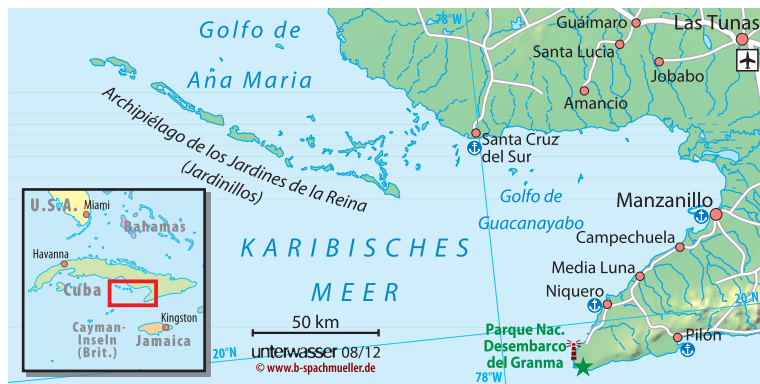 78°W
Golfo de
Ana Maria
Guáimaro
Las Tunas
Santa Lucia
Jobabo
Amancio
Archipiélago de los Jardines de la Reina
(Jardinillos)
Santa Cruz
del Sur
Golfo de
Guacanayabo
Manzanillo
Campechuela
Media Luna
Niquero
Pilón
20°N
KARIBISCHES
MEER
Parque Nac.
Desembarco
del Granma
50 km
unterwasser 08/12
© www.b-spachmueller.de
20°N
78°W
U.S.A.
Miami
Bahamas
Havanna
Cuba
Kingston
Cayman-
Inseln
(Brit.)
Jamaica